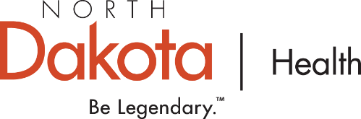 NORTH
Dakota | Health
Be Legendary.™